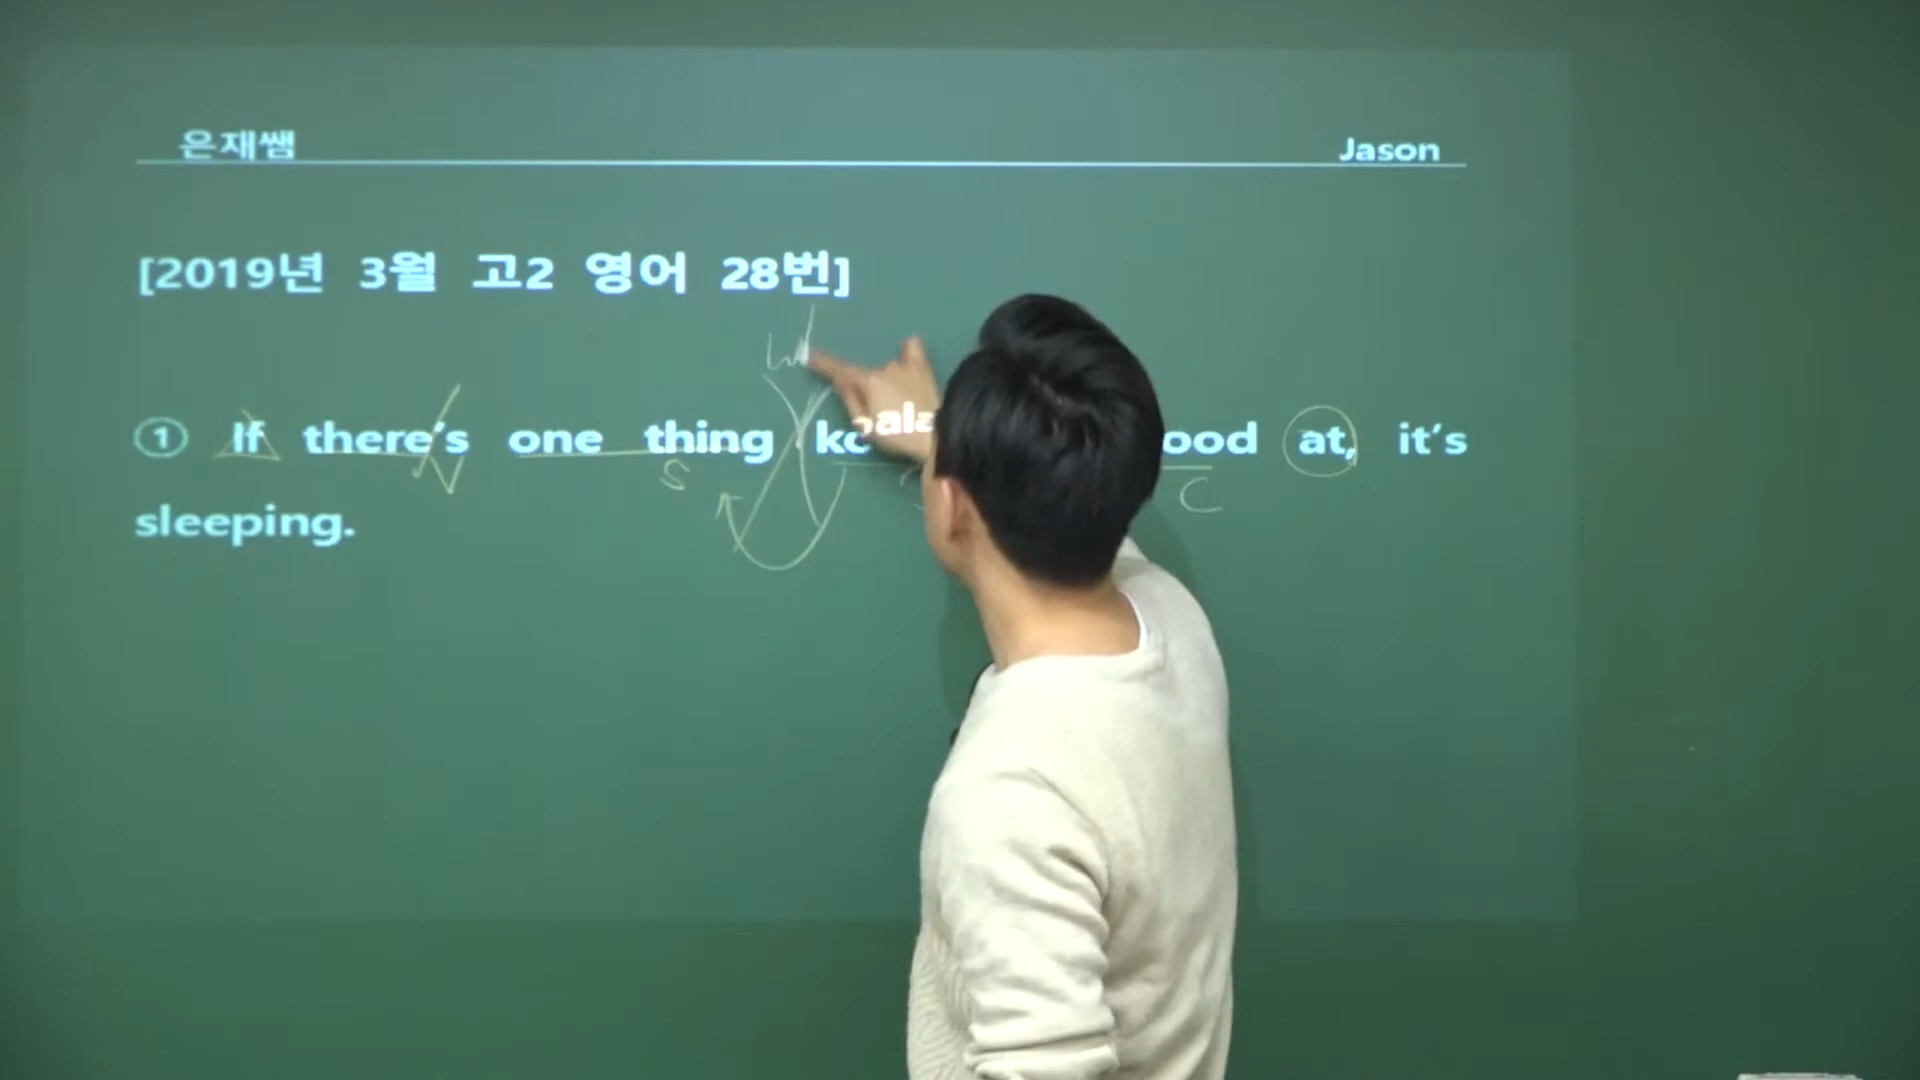 은재쌤 Jason
[2019년 3월 고2 영어 28번]
① If there's one thing ood at, it's
V S C
sleeping.